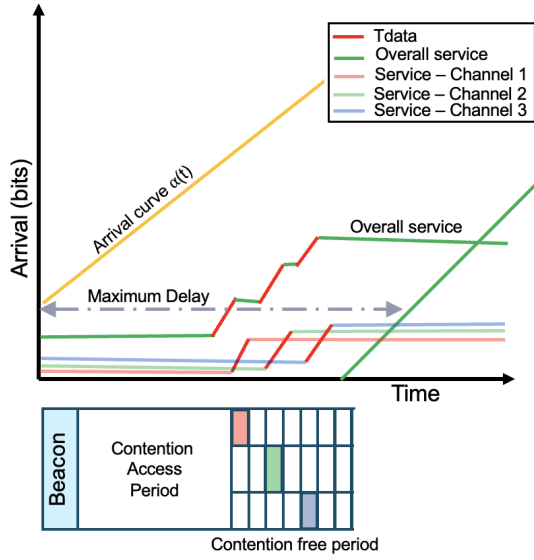 Tdata
Overall service
Service – Channel 1
Service – Channel 2
Service – Channel 3
Arrival (bits)
Arrival curve α(t)
Overall service
Maximum Delay
Time
Beacon
Contention
Access
Period
Contention free period